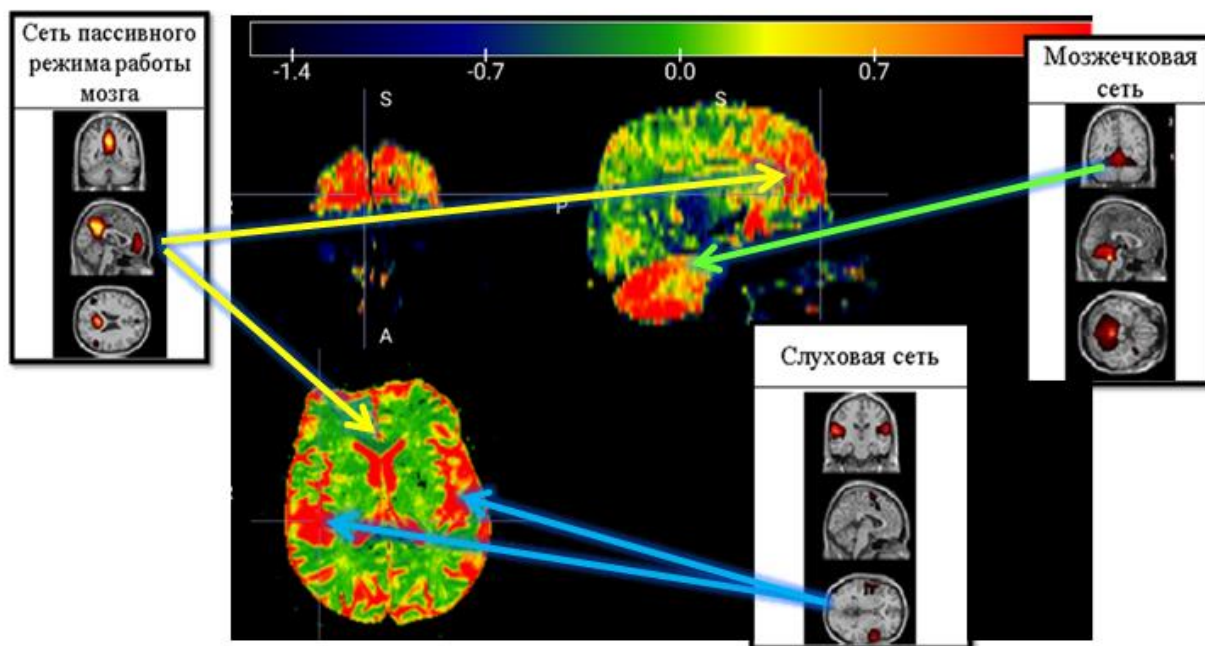 Сеть пассивного
режима работы
мозга
-1.4
-0.7
0.0
0.7
Мозжечковая
сеть
S
S
P
A
Слуховая сеть